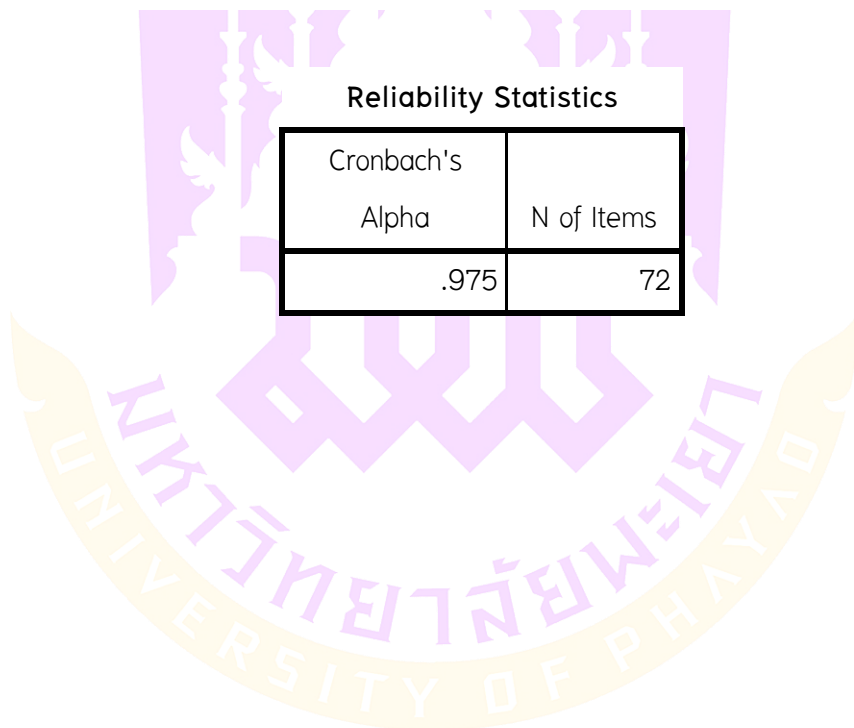 Reliability Statistics
Cronbach's
Alpha
N of Items
.975
72
มหาวิทยาลัยพะเยา
UNIVERSITY OF PHAYAO